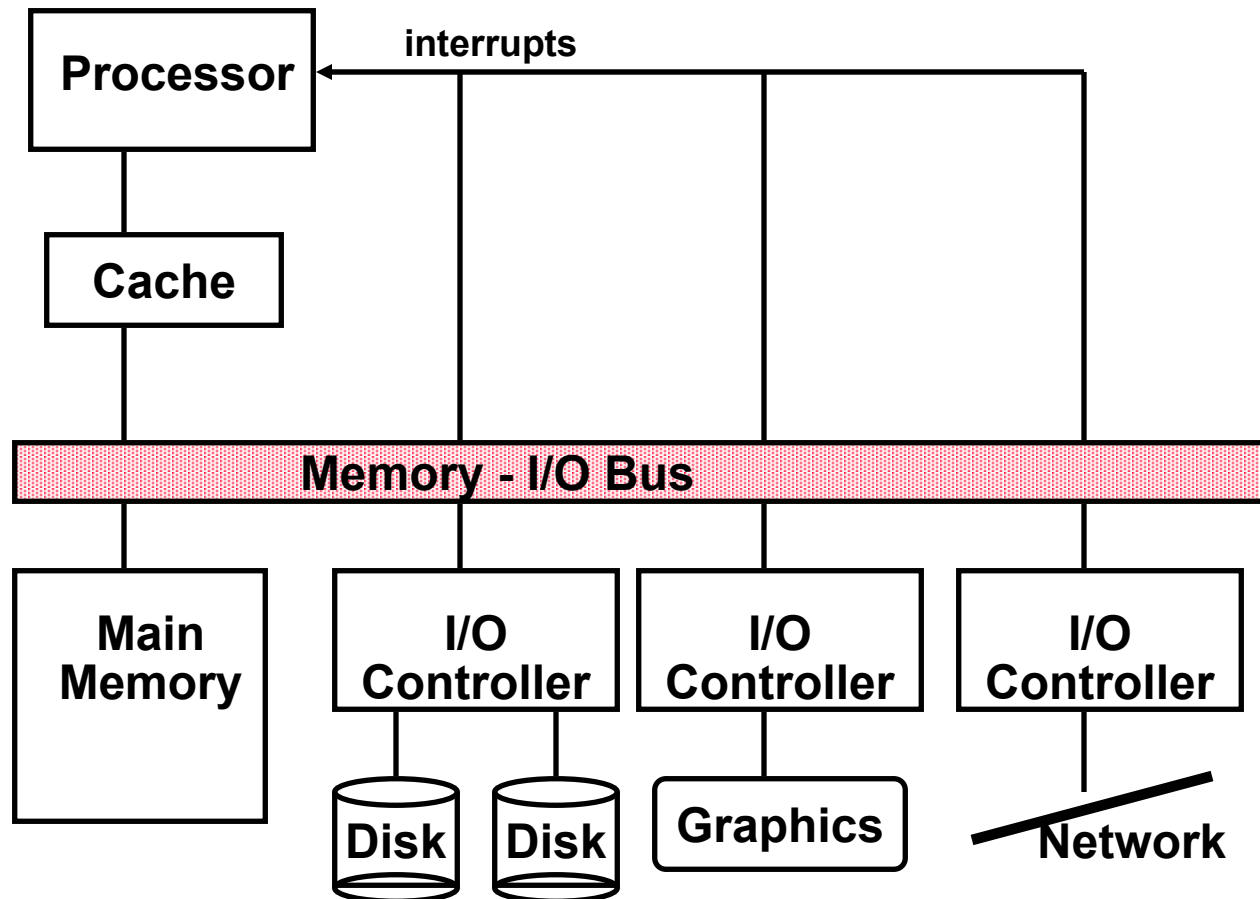 interrupts
Processor
Cache
Memory - I/O Bus
Main
Memory
I/O
Controller
I/O
Controller
I/O
Controller
Disk
Disk
Graphics
Network